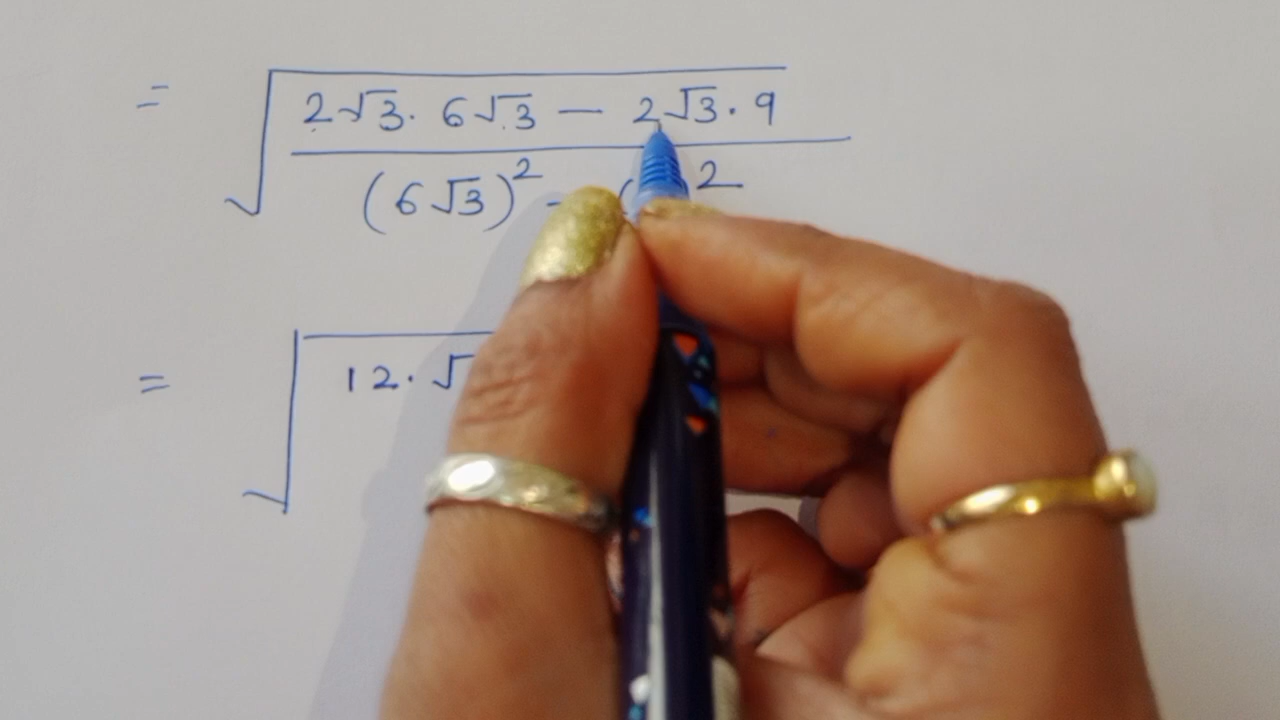 = √ 2√3. 6√3 — 2√3 . 9
(6√3)² - ( ²
= √ 12. √